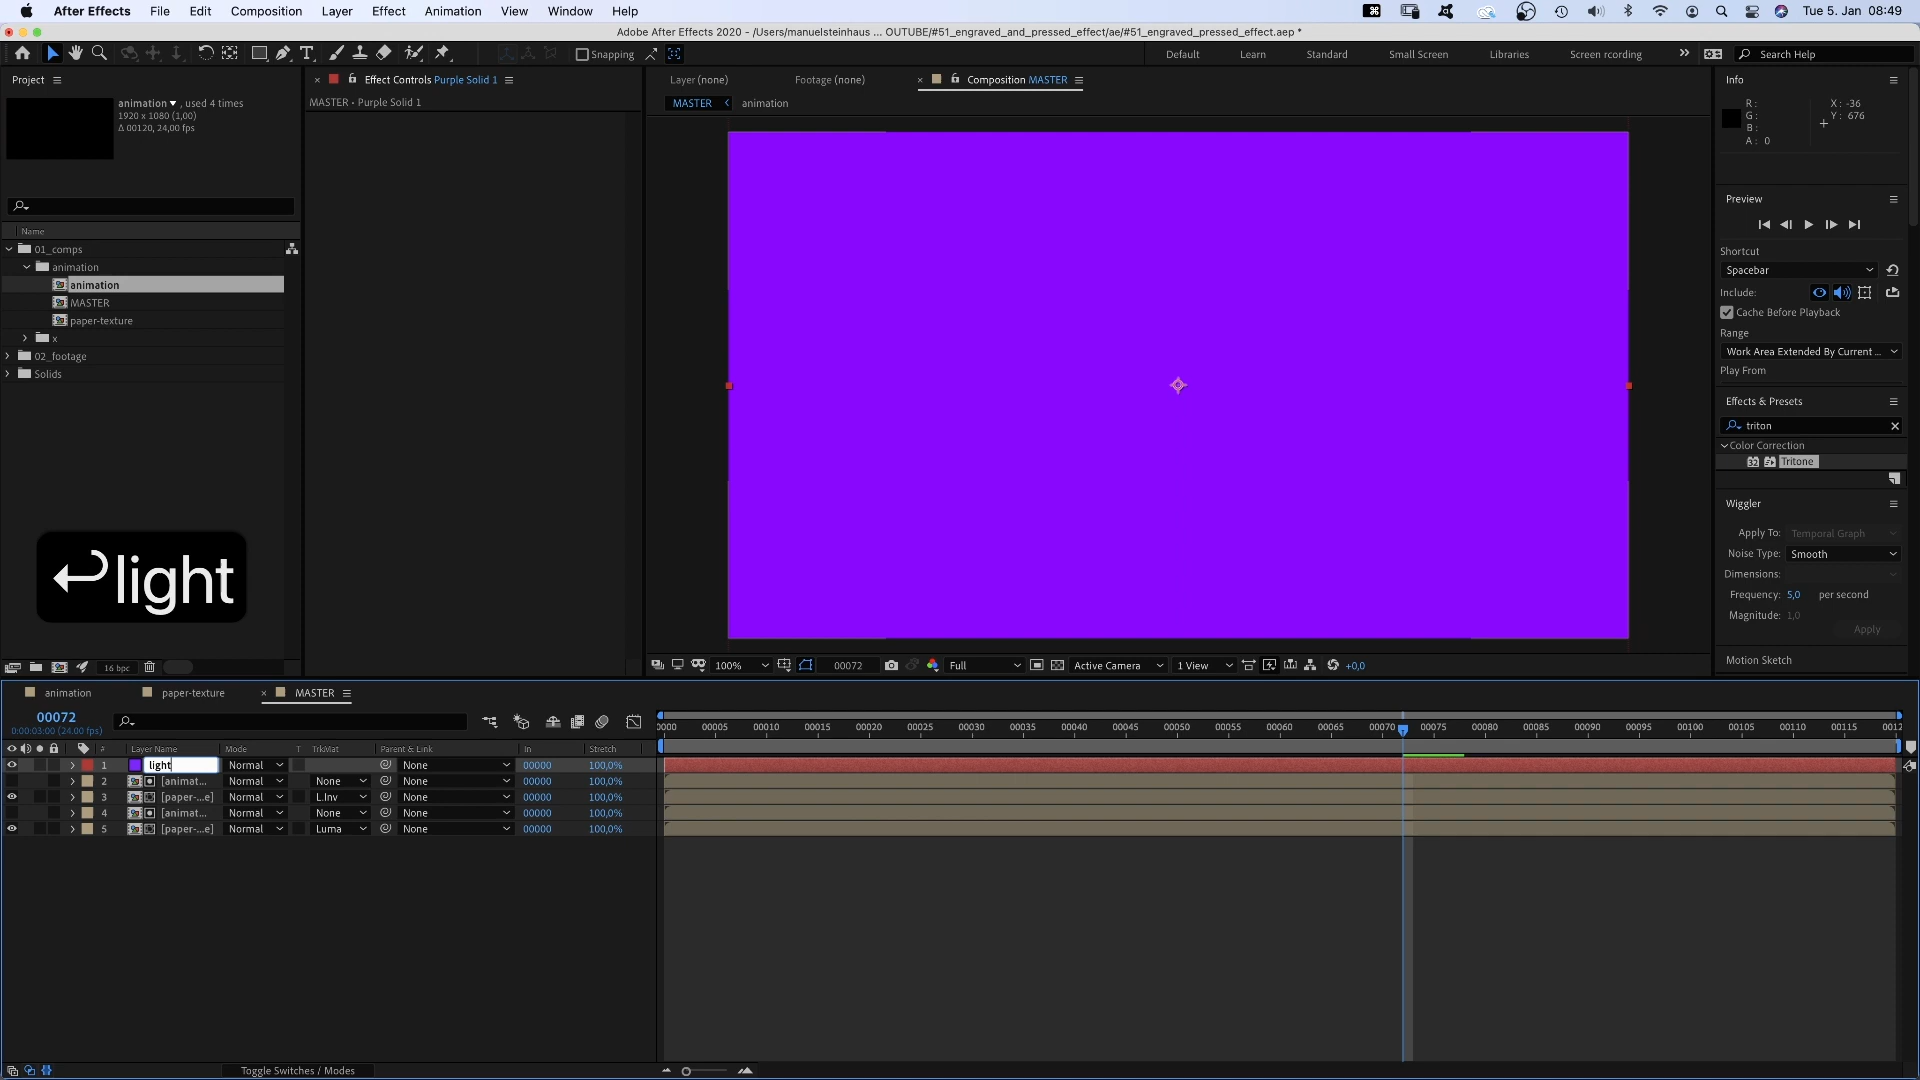 After Effects File Edit Composition Layer Effect Animation View Window Help Tue 5. Jan 08:49
Adobe After Effects 2020 - /Users/manuelsteinhaus ... OUTUBE/#51_engraved_and_pressed_effect/ae/#51_engraved_pressed_effect.aep *
Snapping Default Learn Standard Small Screen Libraries Screen recording Search Help
Project
animation , used 4 times
1920 x 1080 (1,00)
Δ 00120, 24,00 fps
Name
01_comps
animation
animation
MASTER
paper-texture
x
02_footage
Solids
16 bpc
Effect Controls Purple Solid 1
MASTER • Purple Solid 1
light
Layer (none) Footage (none) Composition MASTER
MASTER animation
100% 00072 Full Active Camera 1 View +0,0
Info
R: X: -36
G: Y: 676
B:
A: 0
Preview
Shortcut
Spacebar
Include:
Cache Before Playback
Range
Work Area Extended By Current ...
Play From
Effects & Presets
triton
Color Correction
32 Tritone
Wiggler
Apply To: Temporal Graph
Noise Type: Smooth
Dimensions:
Frequency: 5,0 per second
Magnitude: 1,0
Apply
Motion Sketch
animation paper-texture MASTER
00072
0:00:03:00 (24.00 fps)
0000 00005 00010 00015 00020 00025 00030 00035 00040 00045 00050 00055 00060 00065 00070 00075 00080 00085 00090 00095 00100 00105 00110 00115 0012
# Layer Name Mode T TrkMat Parent & Link In Stretch
1 light Normal None 00000 100,0%
2 [animat... Normal None None 00000 100,0%
3 [paper-...e] Normal L.Inv None 00000 100,0%
4 [animat... Normal None None 00000 100,0%
5 [paper-...e] Normal Luma None 00000 100,0%
Toggle Switches / Modes